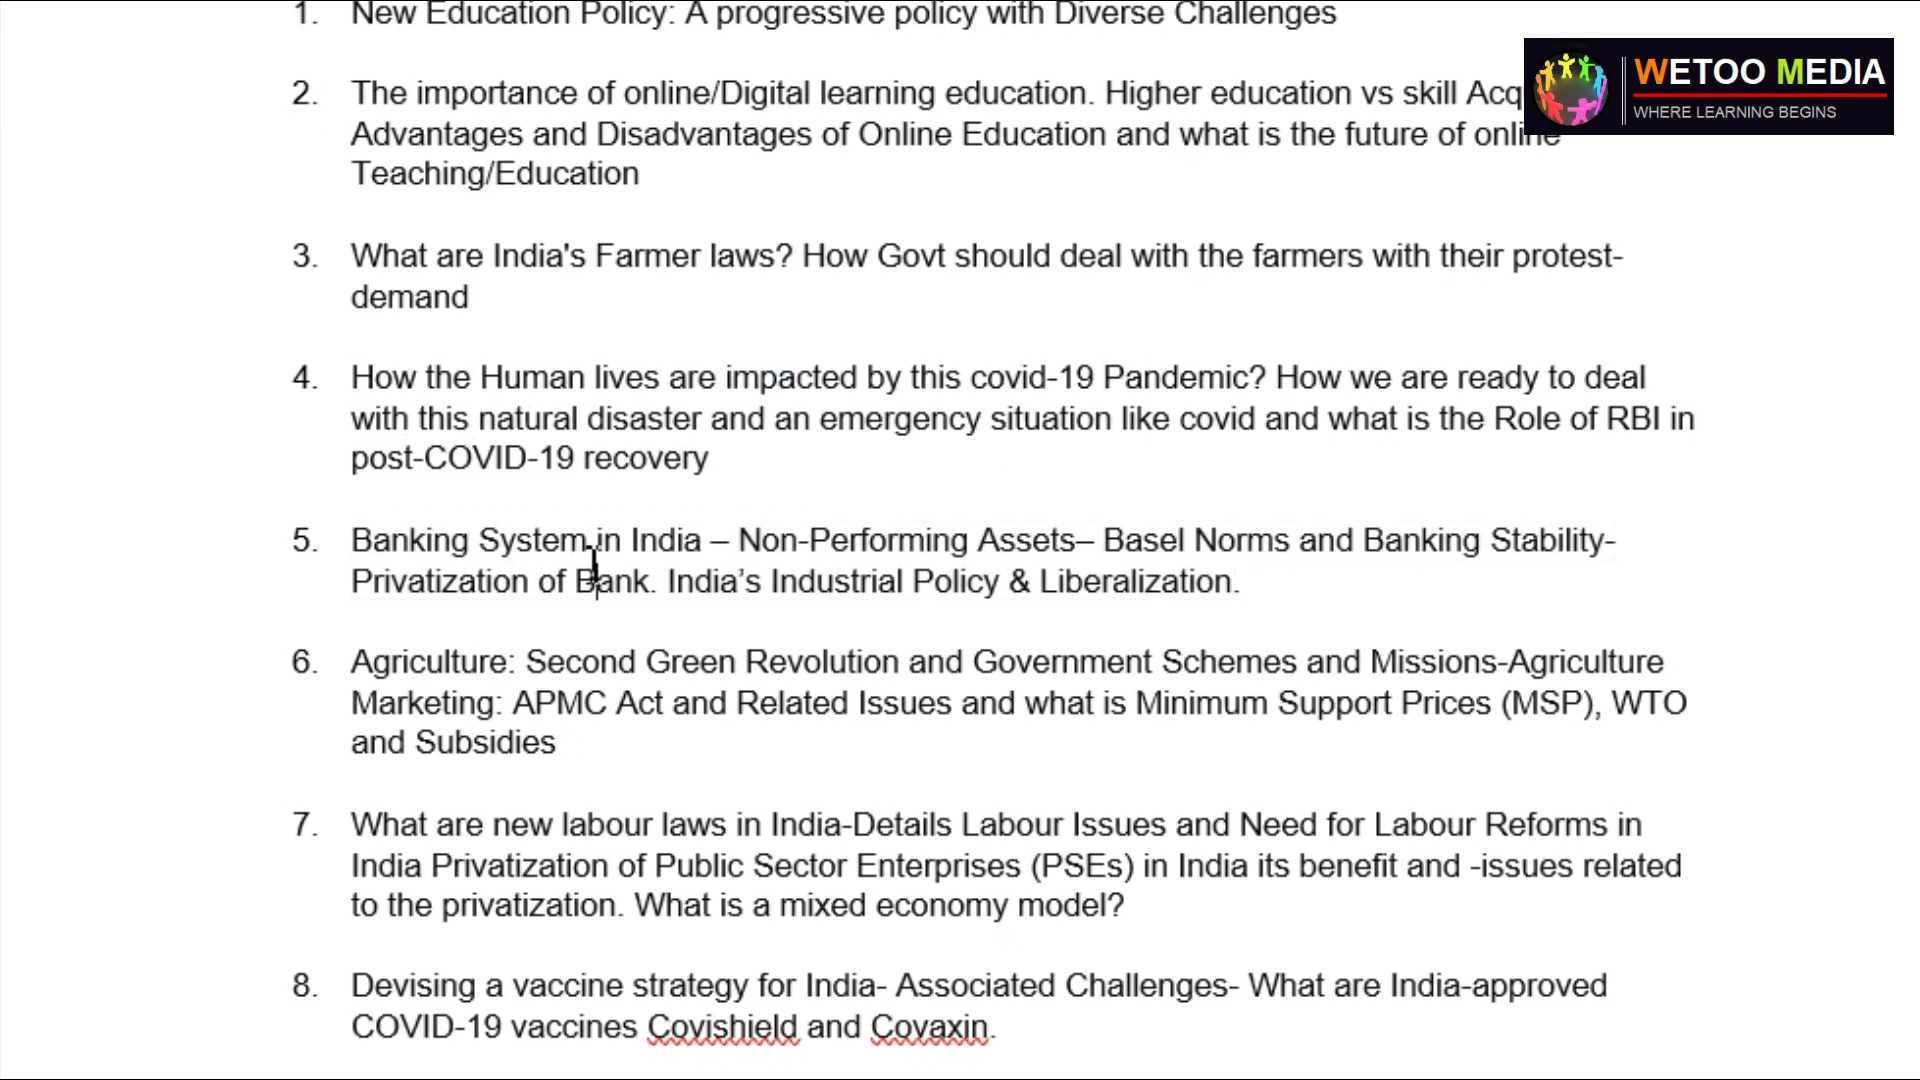 1. New Education Policy: A progressive policy with Diverse Challenges
WETOO MEDIA
WHERE LEARNING BEGINS
2. The importance of online/Digital learning education. Higher education vs skill
Advantages and Disadvantages of Online Education and what is the future of online
Teaching/Education
3. What are India's Farmer laws? How Govt should deal with the farmers with their protest-
demand
4. How the Human lives are impacted by this covid-19 Pandemic? How we are ready to deal
with this natural disaster and an emergency situation like covid and what is the Role of RBI in
post-COVID-19 recovery
5. Banking System in India – Non-Performing Assets– Basel Norms and Banking Stability-
Privatization of Bank. India’s Industrial Policy & Liberalization.
6. Agriculture: Second Green Revolution and Government Schemes and Missions-Agriculture
Marketing: APMC Act and Related Issues and what is Minimum Support Prices (MSP), WTO
and Subsidies
7. What are new labour laws in India-Details Labour Issues and Need for Labour Reforms in
India Privatization of Public Sector Enterprises (PSEs) in India its benefit and -issues related
to the privatization. What is a mixed economy model?
8. Devising a vaccine strategy for India- Associated Challenges- What are India-approved
COVID-19 vaccines Covishield and Covaxin.